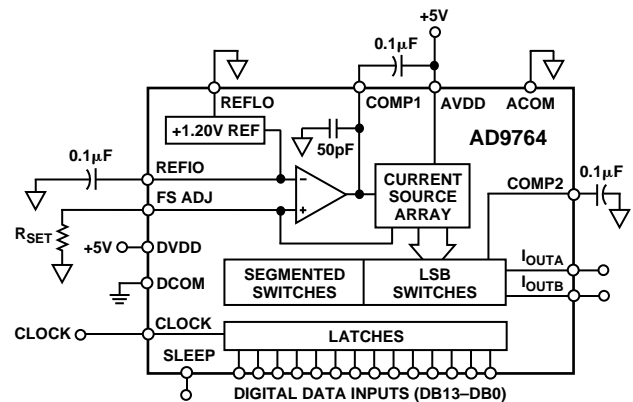 +5V
0.1µF
REFLO
COMP1
AVDD
ACOM
+1.20V REF
50pF
AD9764
0.1µF
REFIO
–
+
CURRENT
SOURCE
ARRAY
COMP2
0.1µF
FS ADJ
RSET
+5V
DVDD
DCOM
SEGMENTED
SWITCHES
LSB
SWITCHES
IOUTA
IOUTB
CLOCK
CLOCK
LATCHES
SLEEP
DIGITAL DATA INPUTS (DB13–DB0)